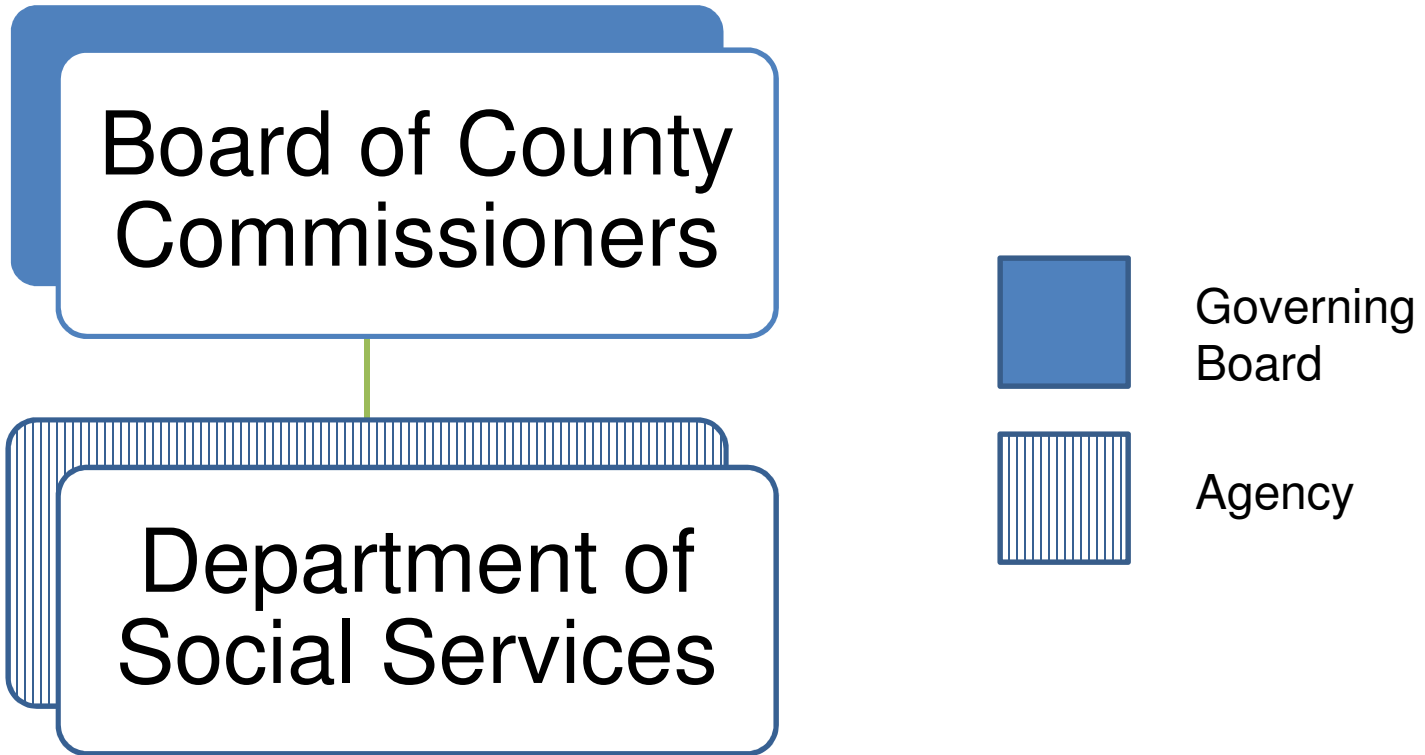 Board of County
Commissioners
Governing
Board
Agency
Department of
Social Services